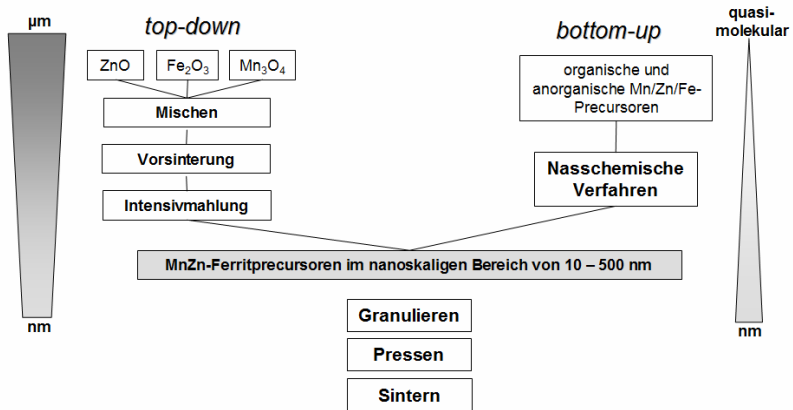 µm
top-down
bottom-up
quasi-
molekular
ZnO
Fe₂O₃
Mn₃O₄
organische und
anorganische Mn/Zn/Fe-
Precursoren
Mischen
Vorsinterung
Nasschemische
Verfahren
Intensivmahlung
MnZn-Ferritprecursoren im nanoskaligen Bereich von 10 – 500 nm
nm
nm
Granulieren
Pressen
Sintern